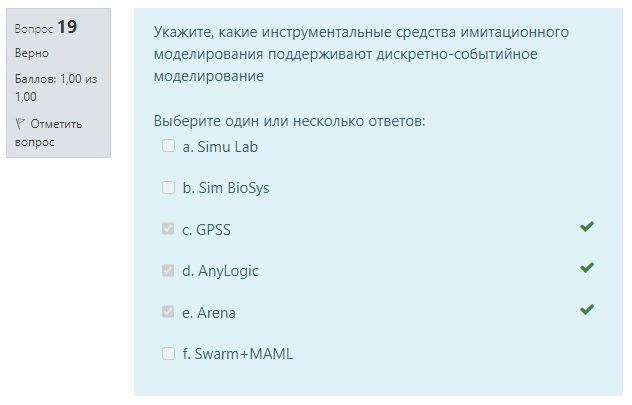 Вопрос 19
Верно
Баллов: 1,00 из
1,00
Отметить
вопрос
Укажите, какие инструментальные средства имитационного
моделирования поддерживают дискретно-событийное
моделирование
Выберите один или несколько ответов:
a. Simu Lab
b. Sim BioSys
c. GPSS
d. AnyLogic
e. Arena
f. Swarm+MAML